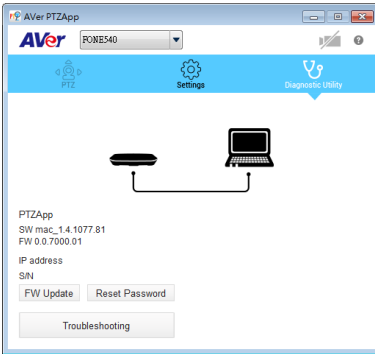 AVer PTZApp
AVer
FONE540
PTZ
Settings
Diagnostic Utility
PTZApp
SW mac_1.4.1077.81
FW 0.0.7000.01
IP address
S/N
FW Update Reset Password
Troubleshooting